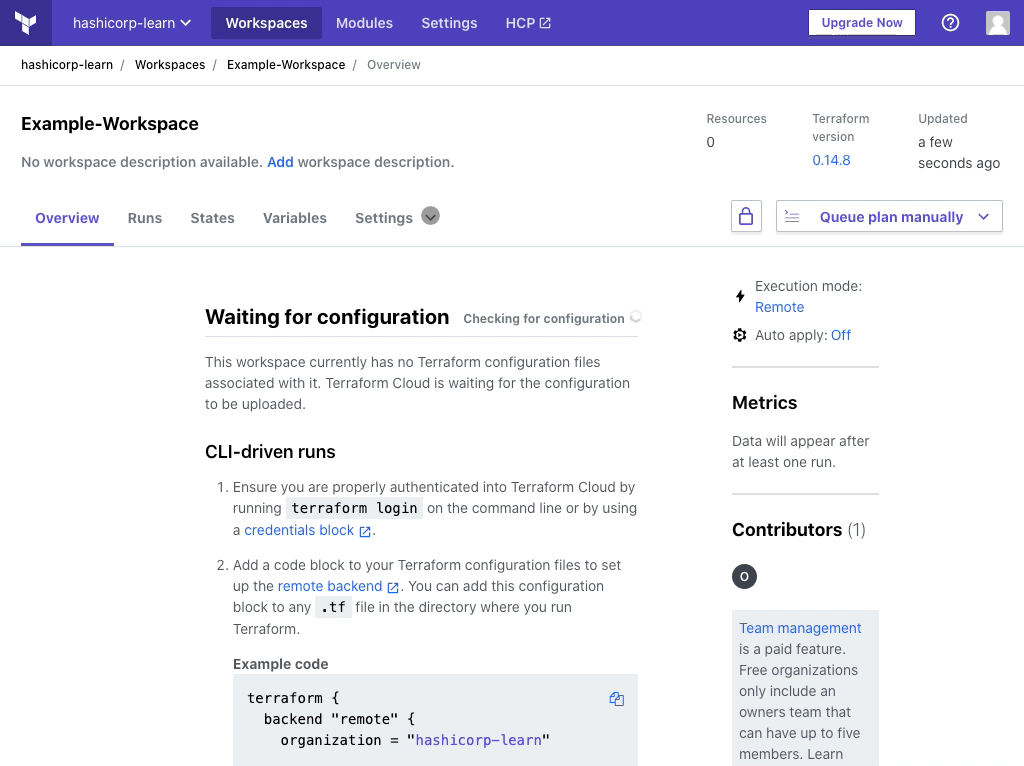 hashicorp-learn
Workspaces
Modules
Settings
HCP
Upgrade Now
hashicorp-learn / Workspaces / Example-Workspace / Overview
Example-Workspace
No workspace description available. Add workspace description.
Resources
0
Terraform
version
0.14.8
Updated
a few
seconds ago
Overview
Runs
States
Variables
Settings
Queue plan manually
Waiting for configuration
Checking for configuration
This workspace currently has no Terraform configuration files
associated with it. Terraform Cloud is waiting for the configuration
to be uploaded.
CLI-driven runs
1. Ensure you are properly authenticated into Terraform Cloud by
running terraform login on the command line or by using
a credentials block.
2. Add a code block to your Terraform configuration files to set
up the remote backend. You can add this configuration
block to any .tf file in the directory where you run
Terraform.
Example code
terraform {
backend "remote" {
organization = "hashicorp-learn"
Execution mode:
Remote
Auto apply: Off
Metrics
Data will appear after
at least one run.
Contributors (1)
O
Team management
is a paid feature.
Free organizations
only include an
owners team that
can have up to five
members. Learn